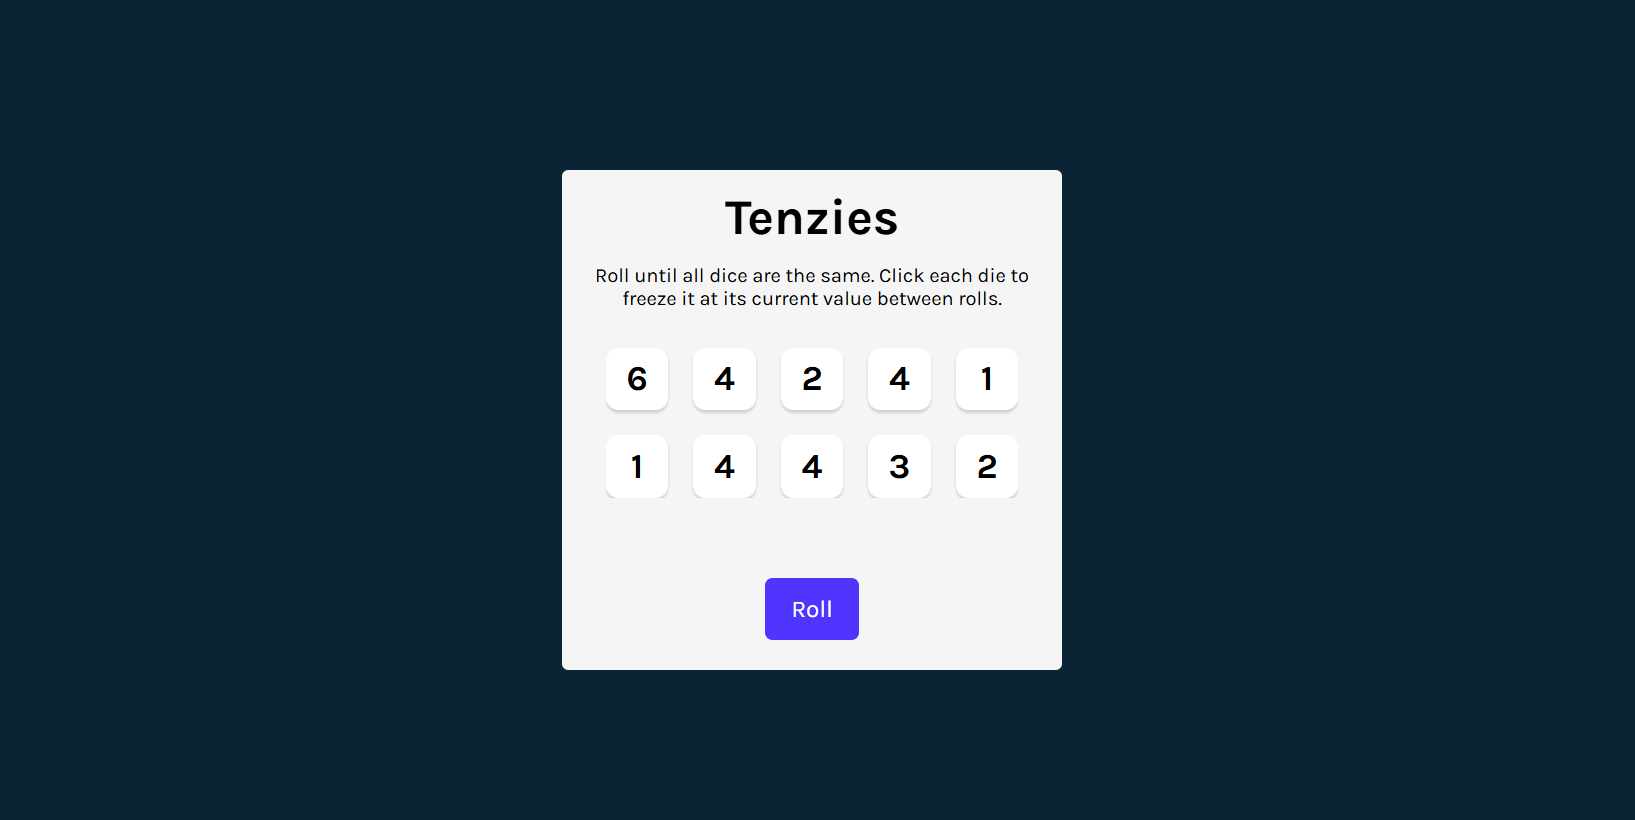 Tenzies
Roll until all dice are the same. Click each die to
freeze it at its current value between rolls.
6 4 2 4 1
1 4 4 3 2
Roll